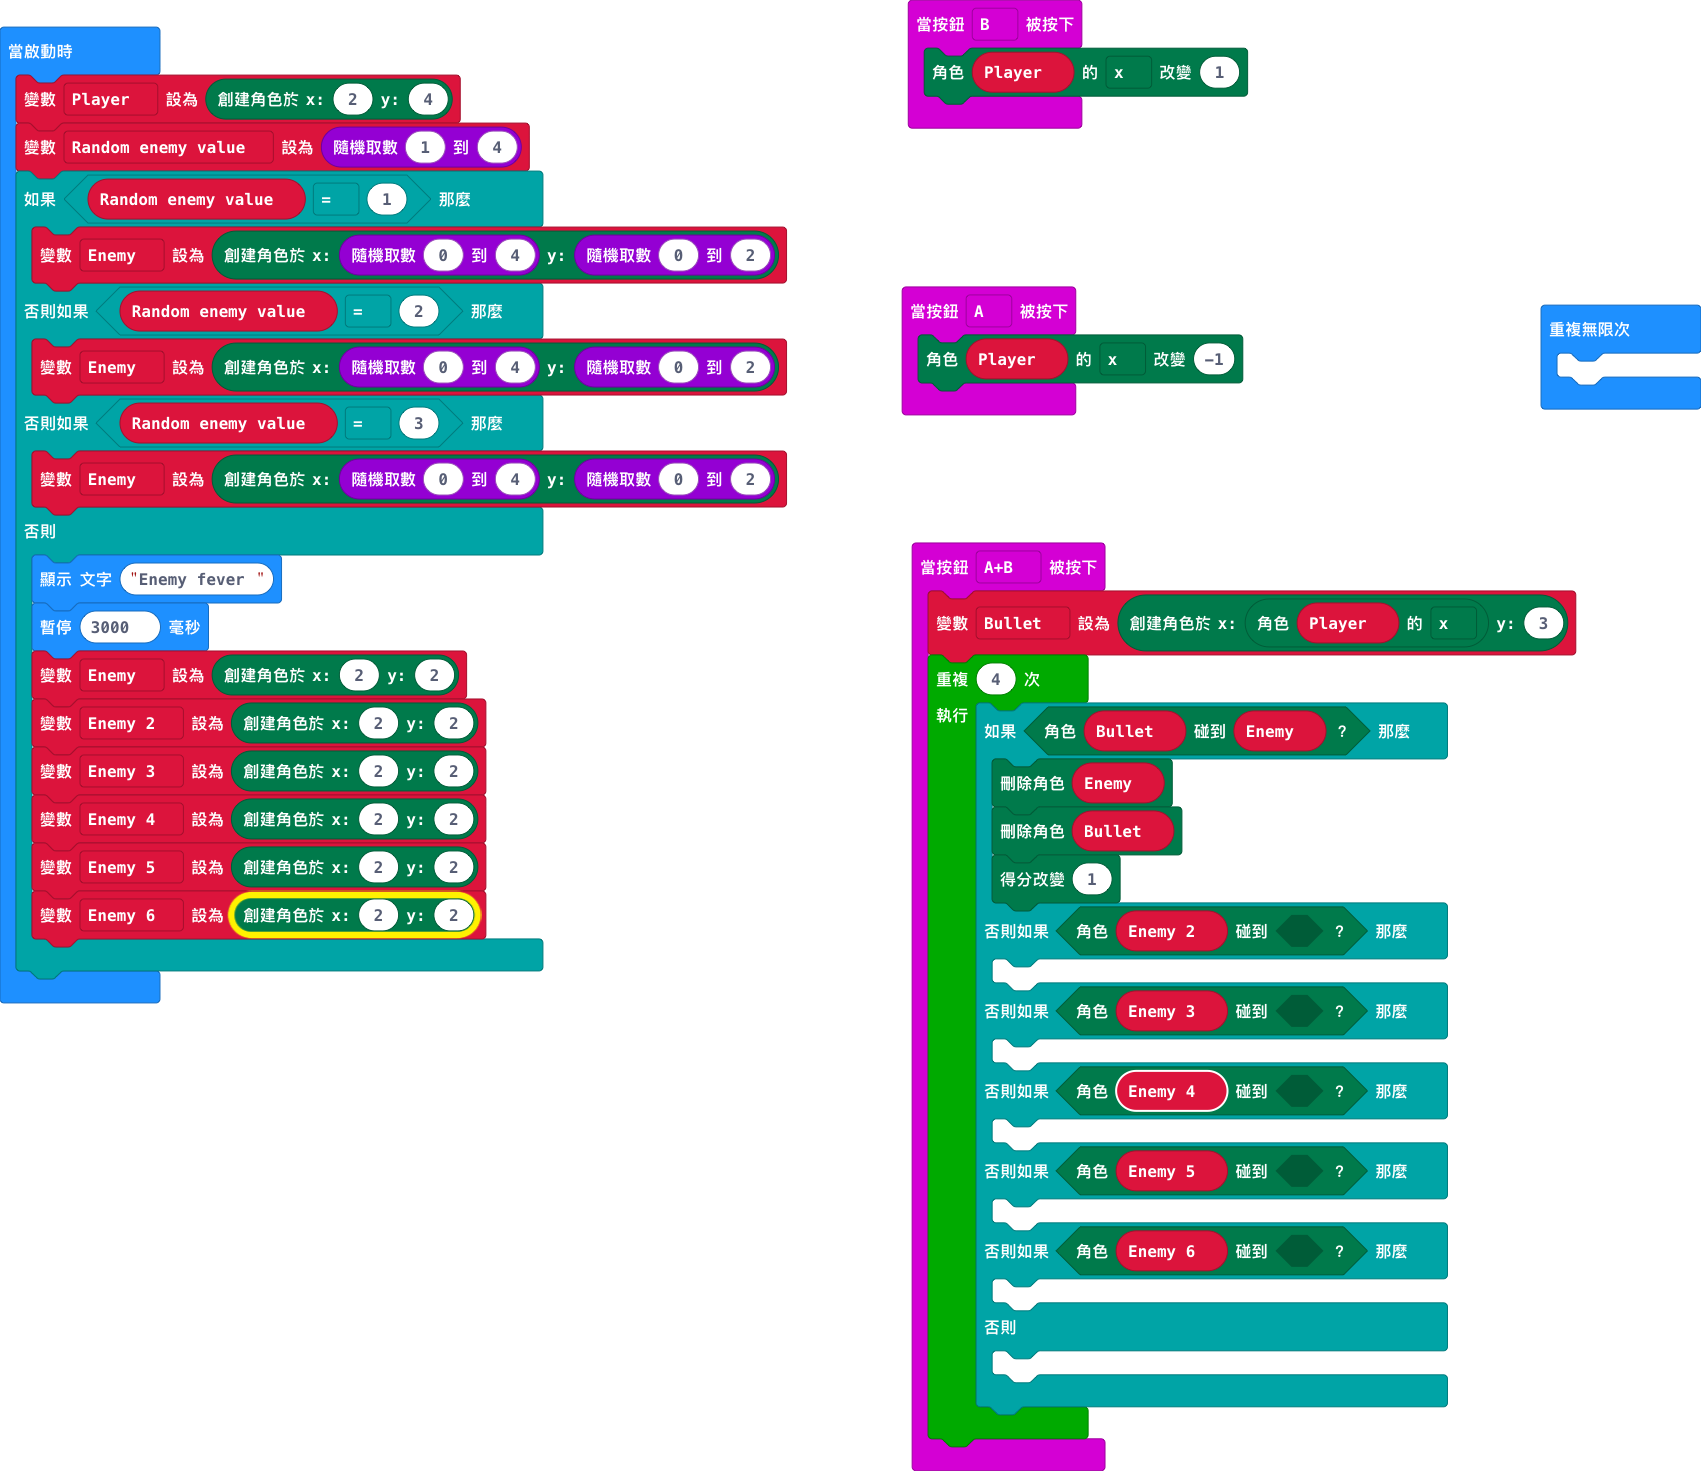 當啟動時
變數 Player 設為 創建角色於 x: 2 y: 4
變數 Random enemy value 設為 隨機取數 1 到 4
如果 Random enemy value = 1 那麼
變數 Enemy 設為 創建角色於 x: 隨機取數 0 到 4 y: 隨機取數 0 到 2
否則如果 Random enemy value = 2 那麼
變數 Enemy 設為 創建角色於 x: 隨機取數 0 到 4 y: 隨機取數 0 到 2
否則如果 Random enemy value = 3 那麼
變數 Enemy 設為 創建角色於 x: 隨機取數 0 到 4 y: 隨機取數 0 到 2
否則
顯示 文字 "Enemy fever "
暫停 3000 毫秒
變數 Enemy 設為 創建角色於 x: 2 y: 2
變數 Enemy 2 設為 創建角色於 x: 2 y: 2
變數 Enemy 3 設為 創建角色於 x: 2 y: 2
變數 Enemy 4 設為 創建角色於 x: 2 y: 2
變數 Enemy 5 設為 創建角色於 x: 2 y: 2
變數 Enemy 6 設為 創建角色於 x: 2 y: 2
當按鈕 B 被按下
角色 Player 的 x 改變 1
當按鈕 A 被按下
角色 Player 的 x 改變 −1
重複無限次
當按鈕 A+B 被按下
變數 Bullet 設為 創建角色於 x: 角色 Player 的 x y: 3
重複 4 次
執行
如果 角色 Bullet 碰到 Enemy ? 那麼
刪除角色 Enemy
刪除角色 Bullet
得分改變 1
否則如果 角色 Enemy 2 碰到 ? 那麼
否則如果 角色 Enemy 3 碰到 ? 那麼
否則如果 角色 Enemy 4 碰到 ? 那麼
否則如果 角色 Enemy 5 碰到 ? 那麼
否則如果 角色 Enemy 6 碰到 ? 那麼
否則